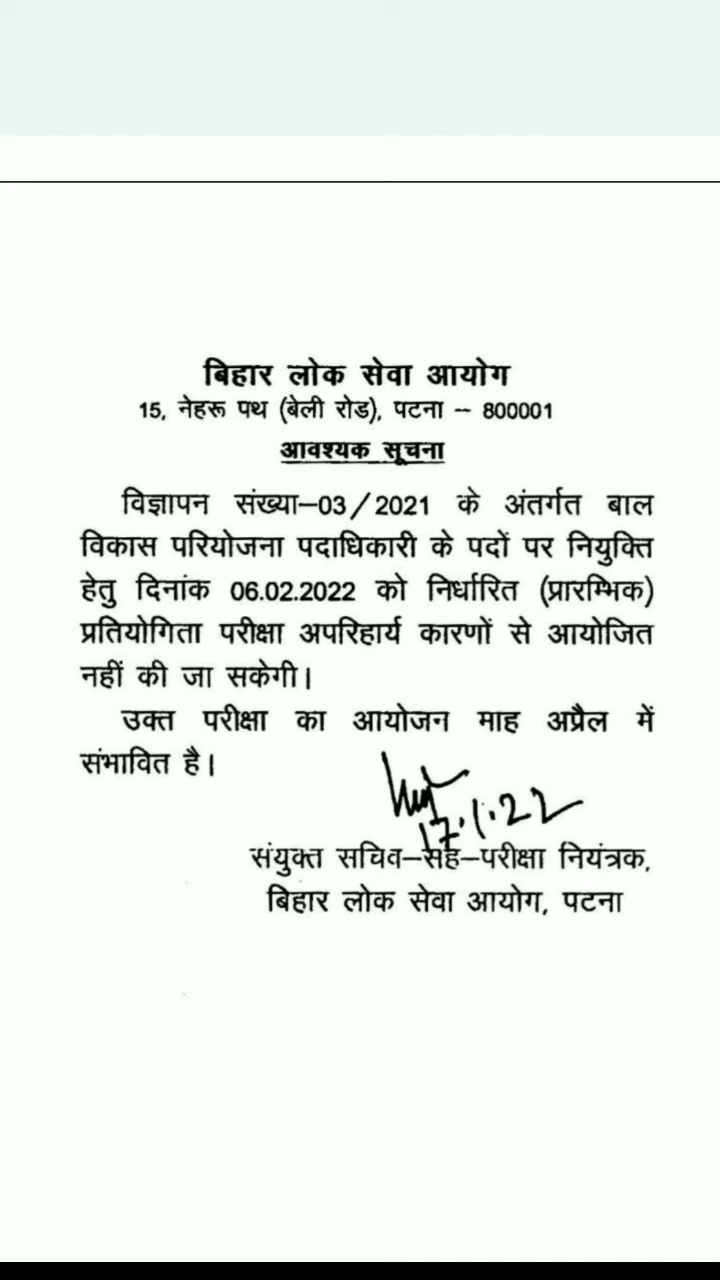 बिहार लोक सेवा आयोग
15, नेहरू पथ (बेली रोड), पटना – 800001
आवश्यक सूचना
विज्ञापन संख्या–03/2021 के अंतर्गत बाल
विकास परियोजना पदाधिकारी के पदों पर नियुक्ति
हेतु दिनांक 06.02.2022 को निर्धारित (प्रारम्भिक)
प्रतियोगिता परीक्षा अपरिहार्य कारणों से आयोजित
नहीं की जा सकेगी।
उक्त परीक्षा का आयोजन माह अप्रैल में
संभावित है।
17.1.22
संयुक्त सचिव–सह–परीक्षा नियंत्रक,
बिहार लोक सेवा आयोग, पटना